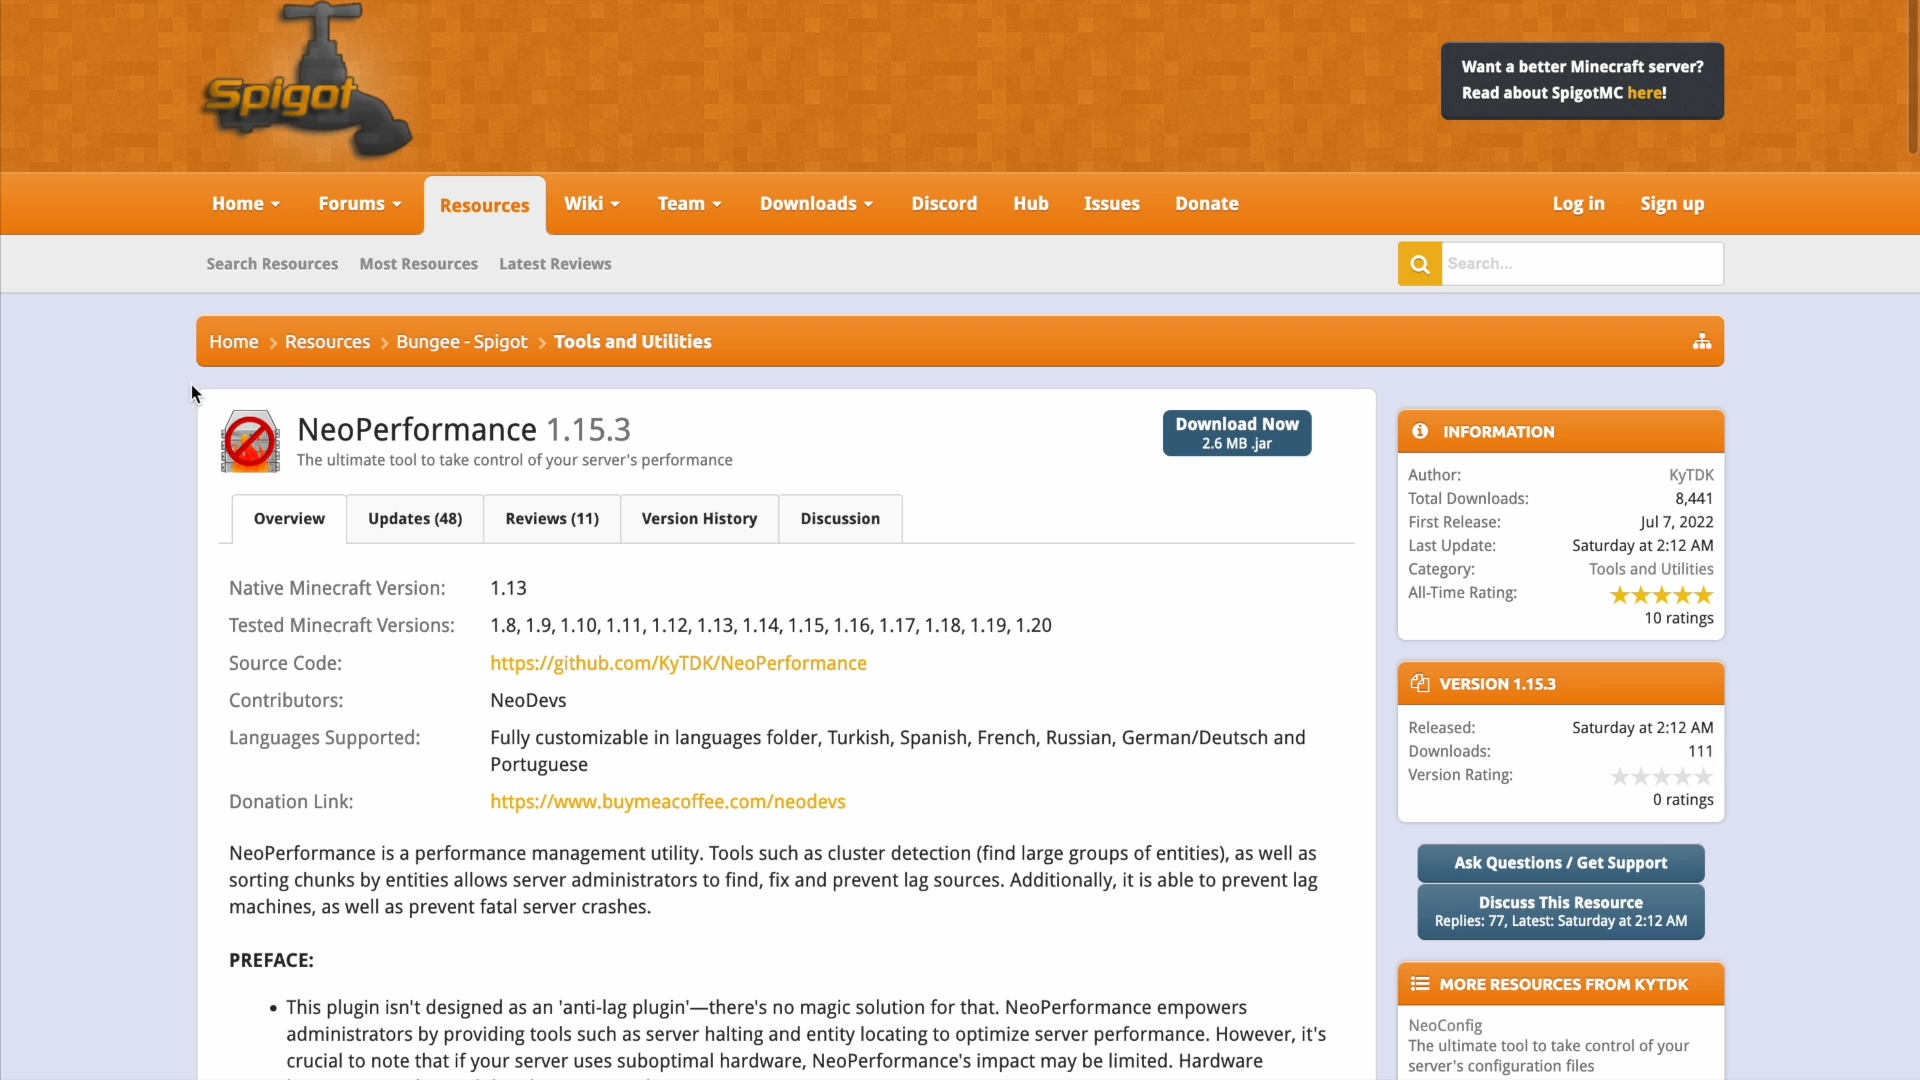 Spigot
Want a better Minecraft server?
Read about SpigotMC here!
Home
Forums
Resources
Wiki
Team
Downloads
Discord
Hub
Issues
Donate
Log in
Sign up
Search Resources
Most Resources
Latest Reviews
Search...
Home
Resources
Bungee - Spigot
Tools and Utilities
NeoPerformance 1.15.3
The ultimate tool to take control of your server's performance
Download Now
2.6 MB .jar
Overview
Updates (48)
Reviews (11)
Version History
Discussion
Native Minecraft Version: 1.13
Tested Minecraft Versions: 1.8, 1.9, 1.10, 1.11, 1.12, 1.13, 1.14, 1.15, 1.16, 1.17, 1.18, 1.19, 1.20
Source Code: https://github.com/KyTDK/NeoPerformance
Contributors: NeoDevs
Languages Supported: Fully customizable in languages folder, Turkish, Spanish, French, Russian, German/Deutsch and
Portuguese
Donation Link: https://www.buymeacoffee.com/neodevs
NeoPerformance is a performance management utility. Tools such as cluster detection (find large groups of entities), as well as
sorting chunks by entities allows server administrators to find, fix and prevent lag sources. Additionally, it is able to prevent lag
machines, as well as prevent fatal server crashes.
PREFACE:
• This plugin isn't designed as an 'anti-lag plugin'—there's no magic solution for that. NeoPerformance empowers
administrators by providing tools such as server halting and entity locating to optimize server performance. However, it's
crucial to note that if your server uses suboptimal hardware, NeoPerformance's impact may be limited. Hardware
INFORMATION
Author: KyTDK
Total Downloads: 8,441
First Release: Jul 7, 2022
Last Update: Saturday at 2:12 AM
Category: Tools and Utilities
All-Time Rating:
10 ratings
VERSION 1.15.3
Released: Saturday at 2:12 AM
Downloads: 111
Version Rating:
0 ratings
Ask Questions / Get Support
Discuss This Resource
Replies: 77, Latest: Saturday at 2:12 AM
MORE RESOURCES FROM KYTDK
NeoConfig
The ultimate tool to take control of your
server's configuration files